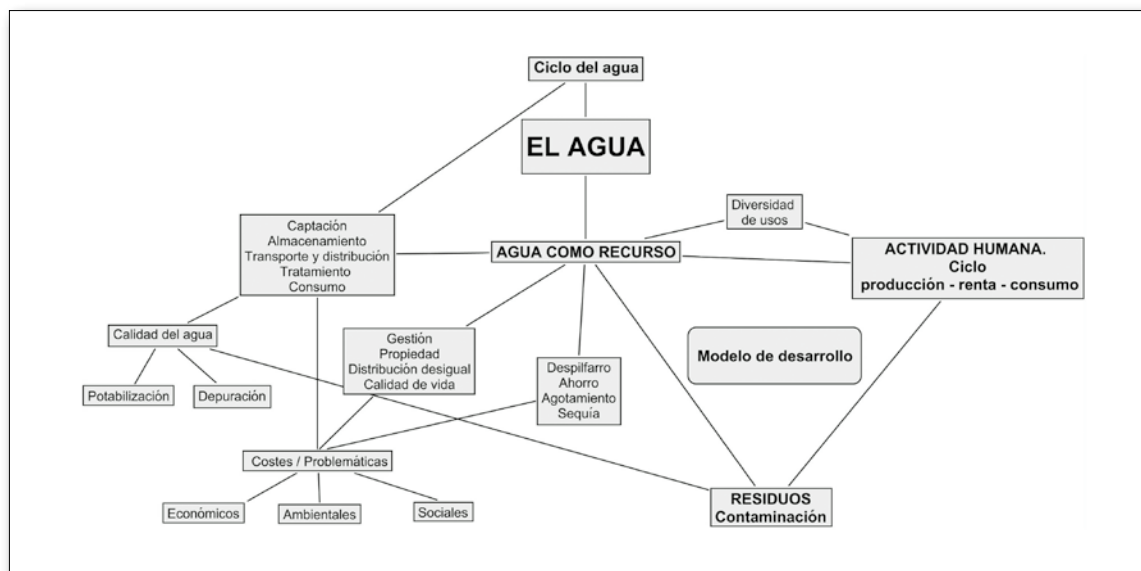 Ciclo del agua
EL AGUA
Diversidad
de usos
Captación
Almacenamiento
Transporte y distribución
Tratamiento
Consumo
AGUA COMO RECURSO
ACTIVIDAD HUMANA.
Ciclo
producción - renta - consumo
Calidad del agua
Gestión
Propiedad
Distribución desigual
Calidad de vida
Modelo de desarrollo
Despilfarro
Ahorro
Agotamiento
Sequía
Potabilización
Depuración
Costes / Problemáticas
Económicos
Ambientales
Sociales
RESIDUOS
Contaminación